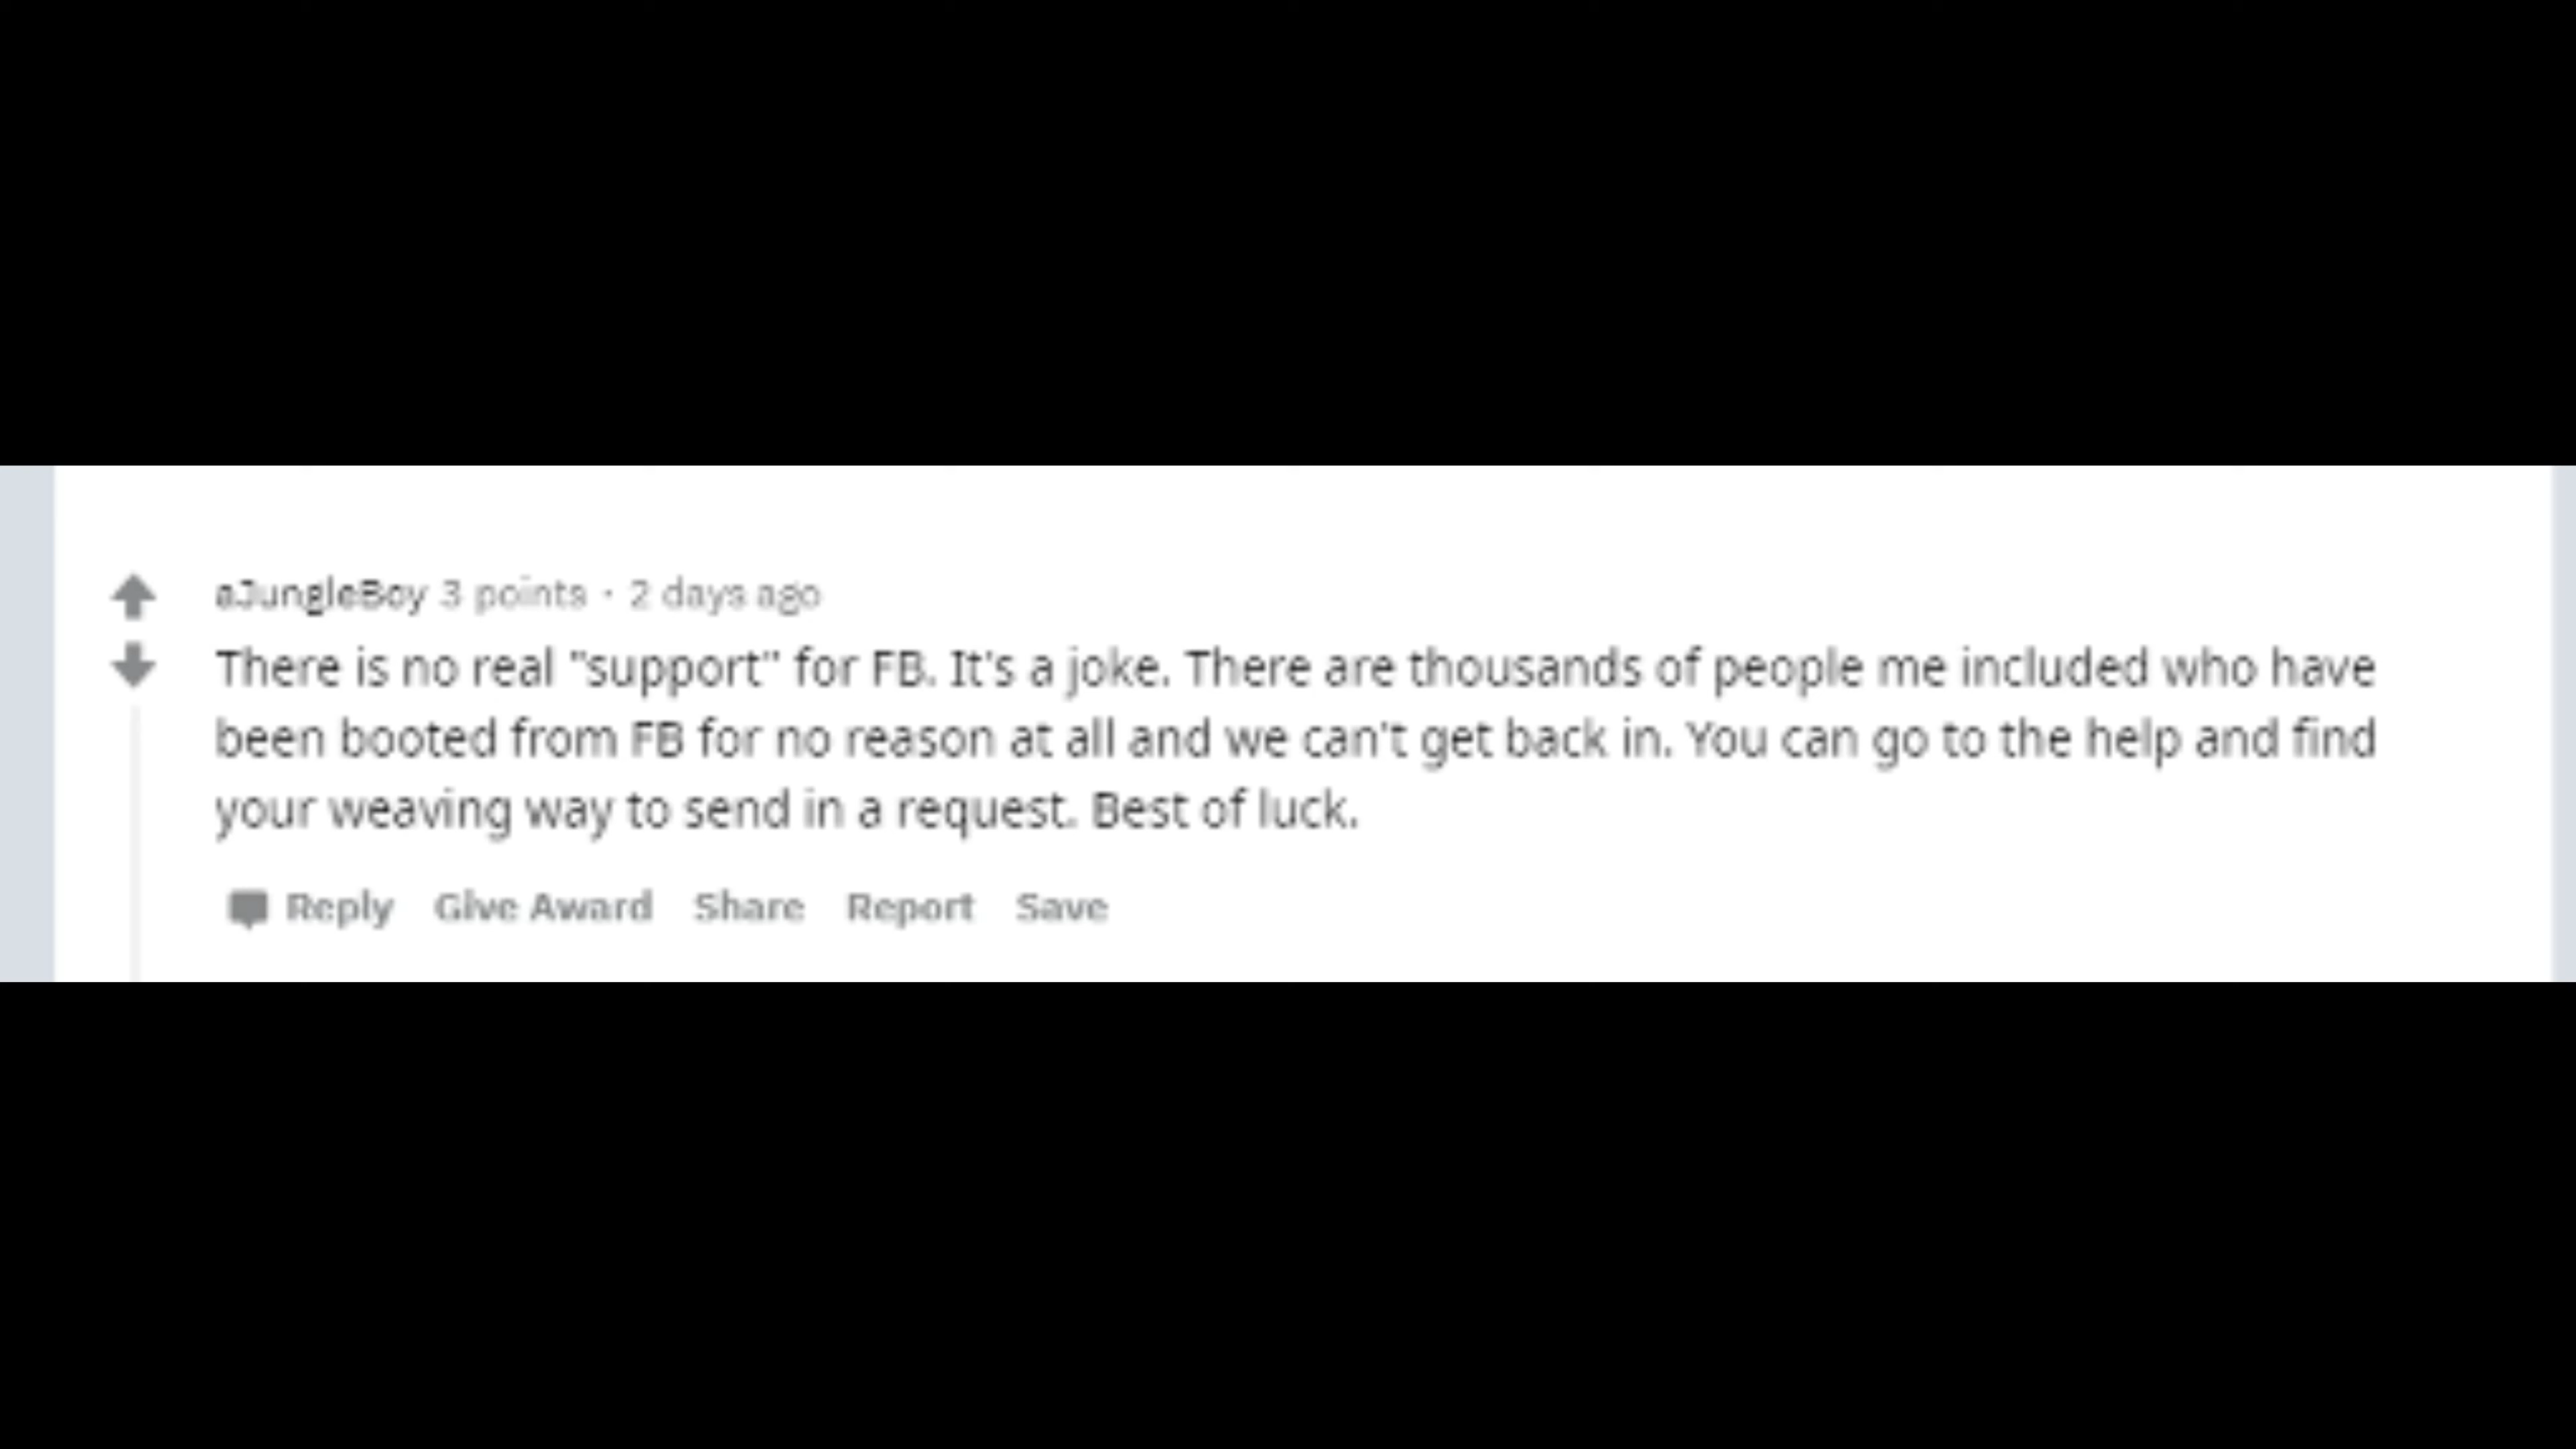 aJungleBoy 3 points · 2 days ago
There is no real "support" for FB. It's a joke. There are thousands of people me included who have
been booted from FB for no reason at all and we can't get back in. You can go to the help and find
your weaving way to send in a request. Best of luck.
Reply Give Award Share Report Save